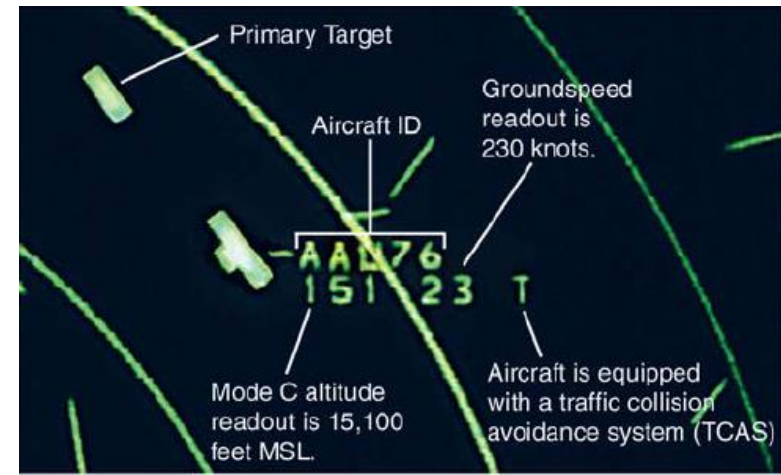 Primary Target
Groundspeed
readout is
230 knots.
Aircraft ID
AAU76
151 23 T
Mode C altitude
readout is 15,100
feet MSL.
Aircraft is equipped
with a traffic collision
avoidance system (TCAS)